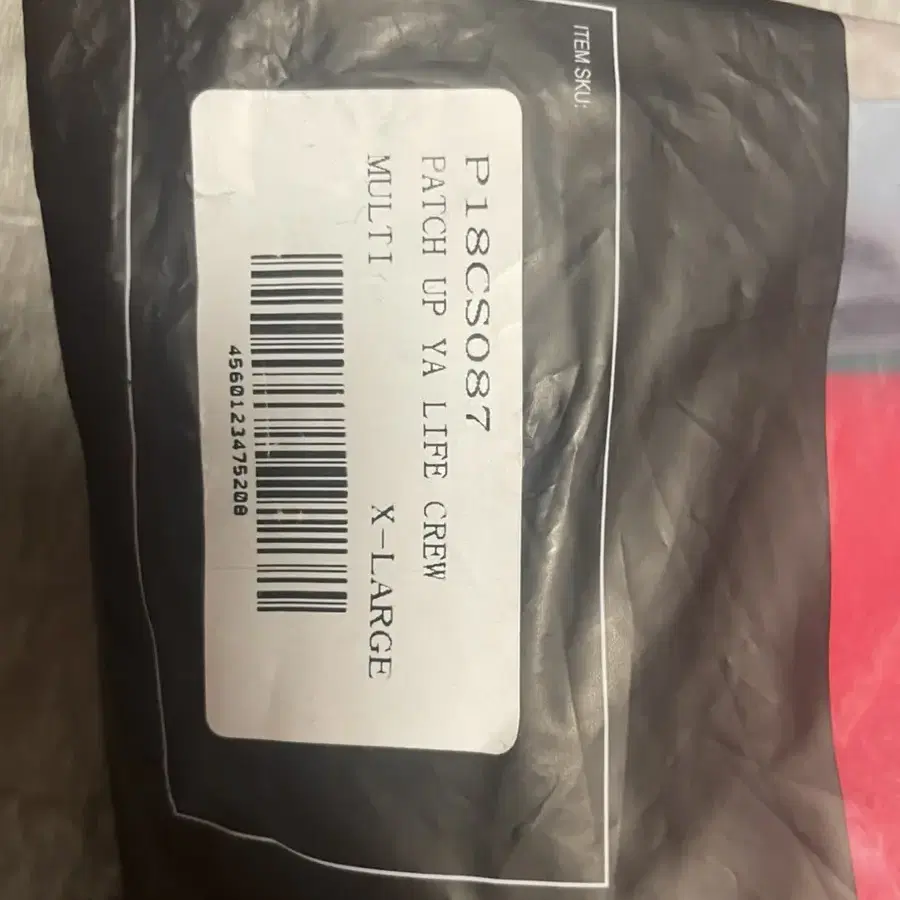 ITEM SKU:
P18CS087
PATCH UP YA LIFE CREW
MULTI X-LARGE
4560123475208